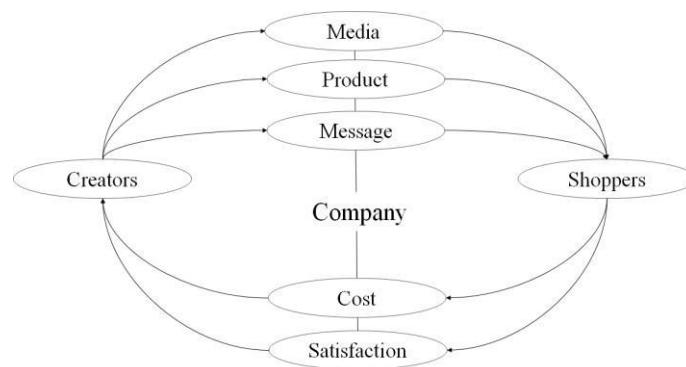 Media
Product
Message
Creators
Shoppers
Company
Cost
Satisfaction